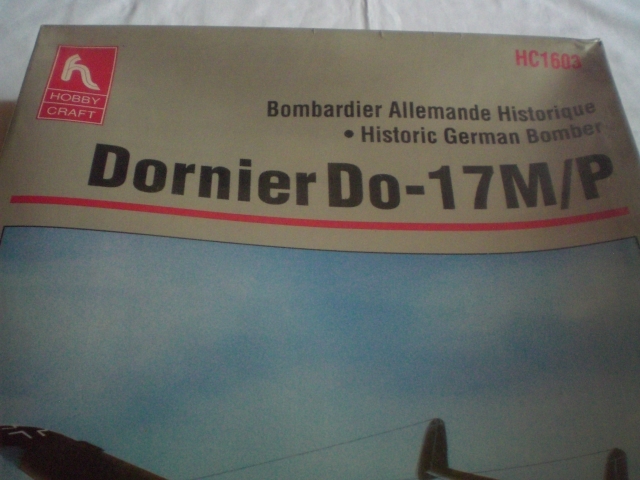 HC1603
HOBBY
CRAFT
Bombardier Allemande Historique
• Historic German Bomber
Dornier Do-17M/P